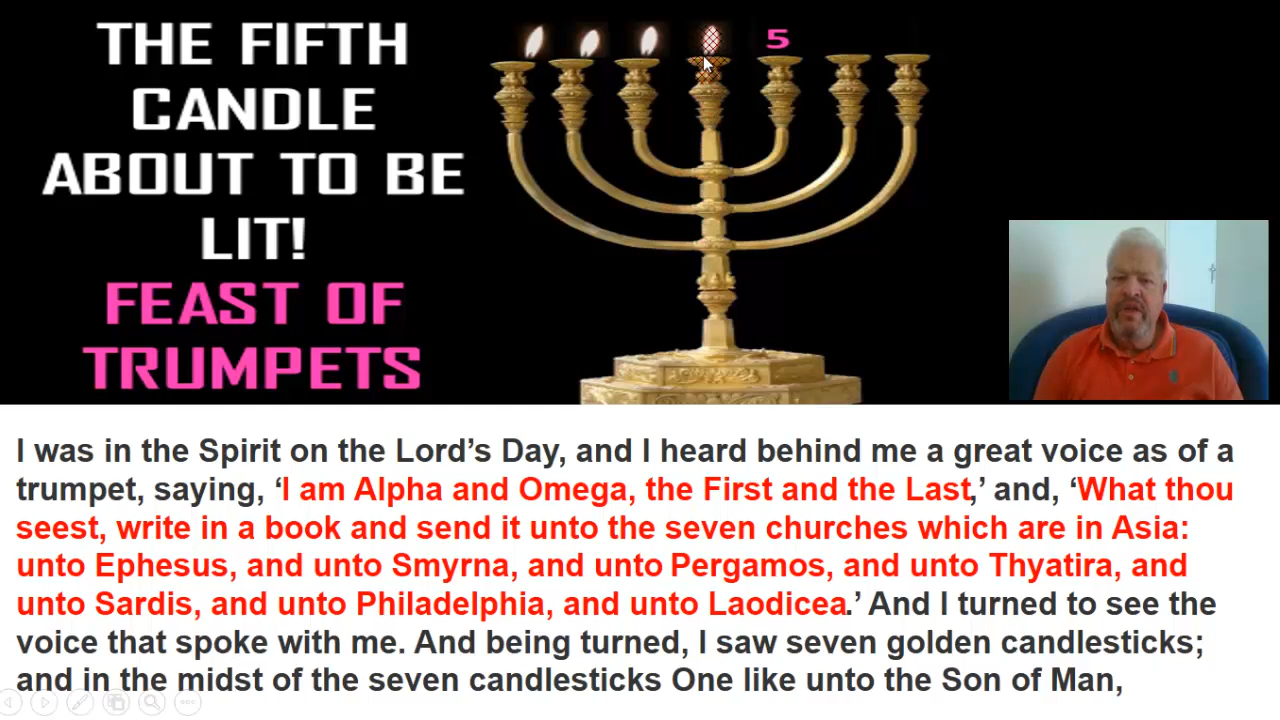 THE FIFTH
CANDLE
ABOUT TO BE
LIT!
FEAST OF
TRUMPETS
5
I was in the Spirit on the Lord’s Day, and I heard behind me a great voice as of a
trumpet, saying, ‘I am Alpha and Omega, the First and the Last,’ and, ‘What thou
seest, write in a book and send it unto the seven churches which are in Asia:
unto Ephesus, and unto Smyrna, and unto Pergamos, and unto Thyatira, and
unto Sardis, and unto Philadelphia, and unto Laodicea.’ And I turned to see the
voice that spoke with me. And being turned, I saw seven golden candlesticks;
and in the midst of the seven candlesticks One like unto the Son of Man,